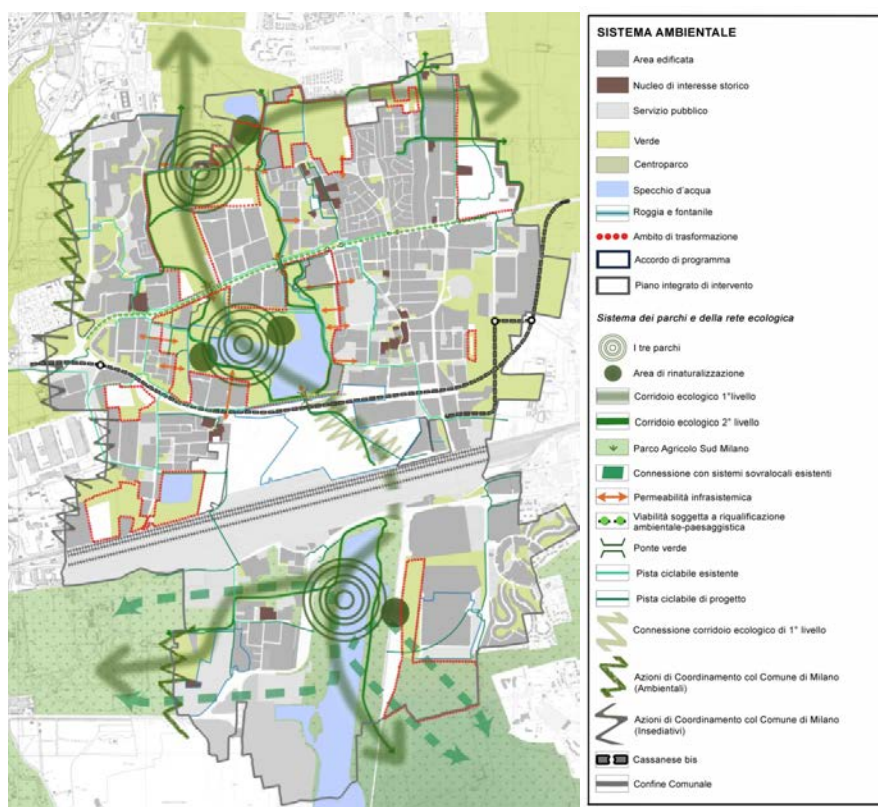 SISTEMA AMBIENTALE
Area edificata
Nucleo di interesse storico
Servizio pubblico
Verde
Centroparco
Specchio d'acqua
Roggia e fontanile
Ambito di trasformazione
Accordo di programma
Piano integrato di intervento
Sistema dei parchi e della rete ecologica
I tre parchi
Area di rinaturalizzazione
Corridoio ecologico 1°livello
Corridoio ecologico 2° livello
Parco Agricolo Sud Milano
Connessione con sistemi sovralocali esistenti
Permeabilità infrasistemica
Viabilità soggetta a riqualificazione
ambientale-paesaggistica
Ponte verde
Pista ciclabile esistente
Pista ciclabile di progetto
Connessione corridoio ecologico di 1° livello
Azioni di Coordinamento col Comune di Milano
(Ambientali)
Azioni di Coordinamento col Comune di Milano
(Insediativi)
Cassanese bis
Confine Comunale